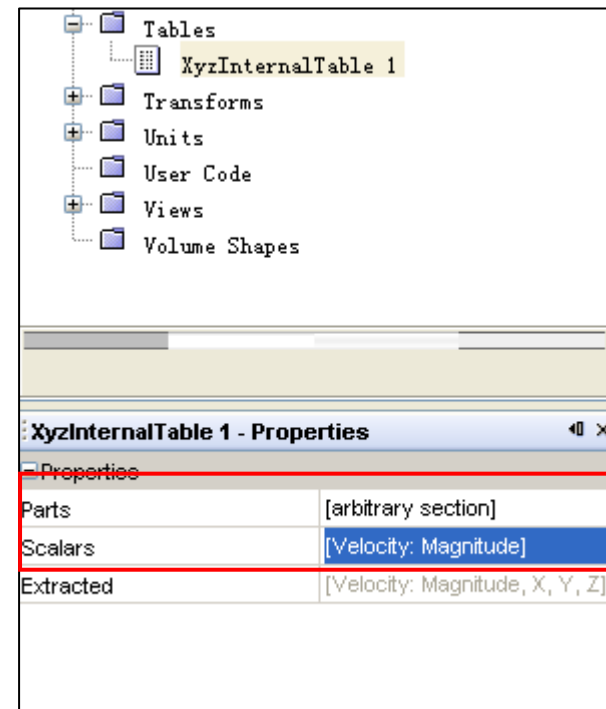 Tables
XyzInternalTable 1
Transforms
Units
User Code
Views
Volume Shapes
XyzInternalTable 1 - Properties
Properties
Parts [arbitrary section]
Scalars [Velocity: Magnitude]
Extracted [Velocity: Magnitude, X, Y, Z]